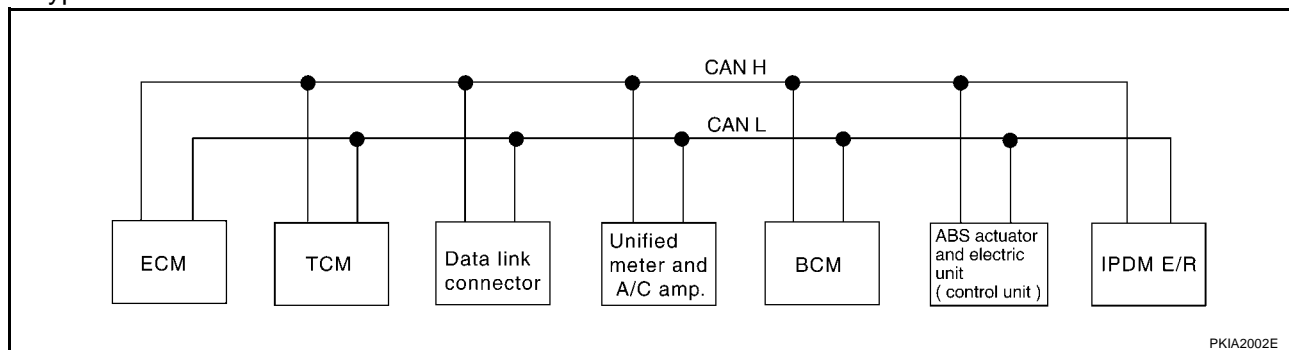 CAN H
CAN L
ECM
TCM
Data link
connector
Unified
meter and
A/C amp.
BCM
ABS actuator
and electric
unit
( control unit )
IPDM E/R
PKIA2002E